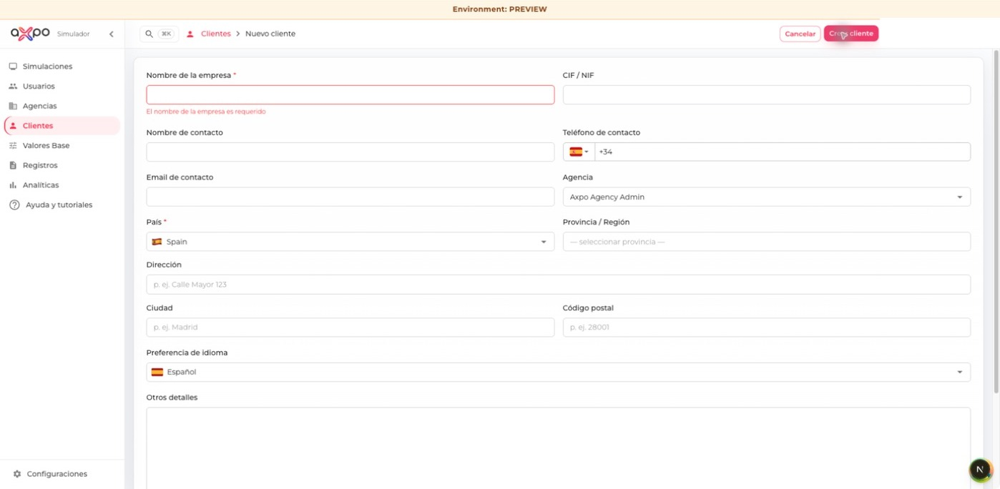 Environment: PREVIEW
axpo Simulador
⌘K
Clientes > Nuevo cliente
Cancelar
Crear cliente
Simulaciones
Usuarios
Agencias
Clientes
Valores Base
Registros
Analíticas
Ayuda y tutoriales
Configuraciones
Nombre de la empresa *
El nombre de la empresa es requerido
CIF / NIF
Nombre de contacto
Teléfono de contacto
+34
Email de contacto
Agencia
Axpo Agency Admin
País *
Spain
Provincia / Región
— seleccionar provincia —
Dirección
p. ej. Calle Mayor 123
Ciudad
p. ej. Madrid
Código postal
p. ej. 28001
Preferencia de idioma
Español
Otros detalles
N